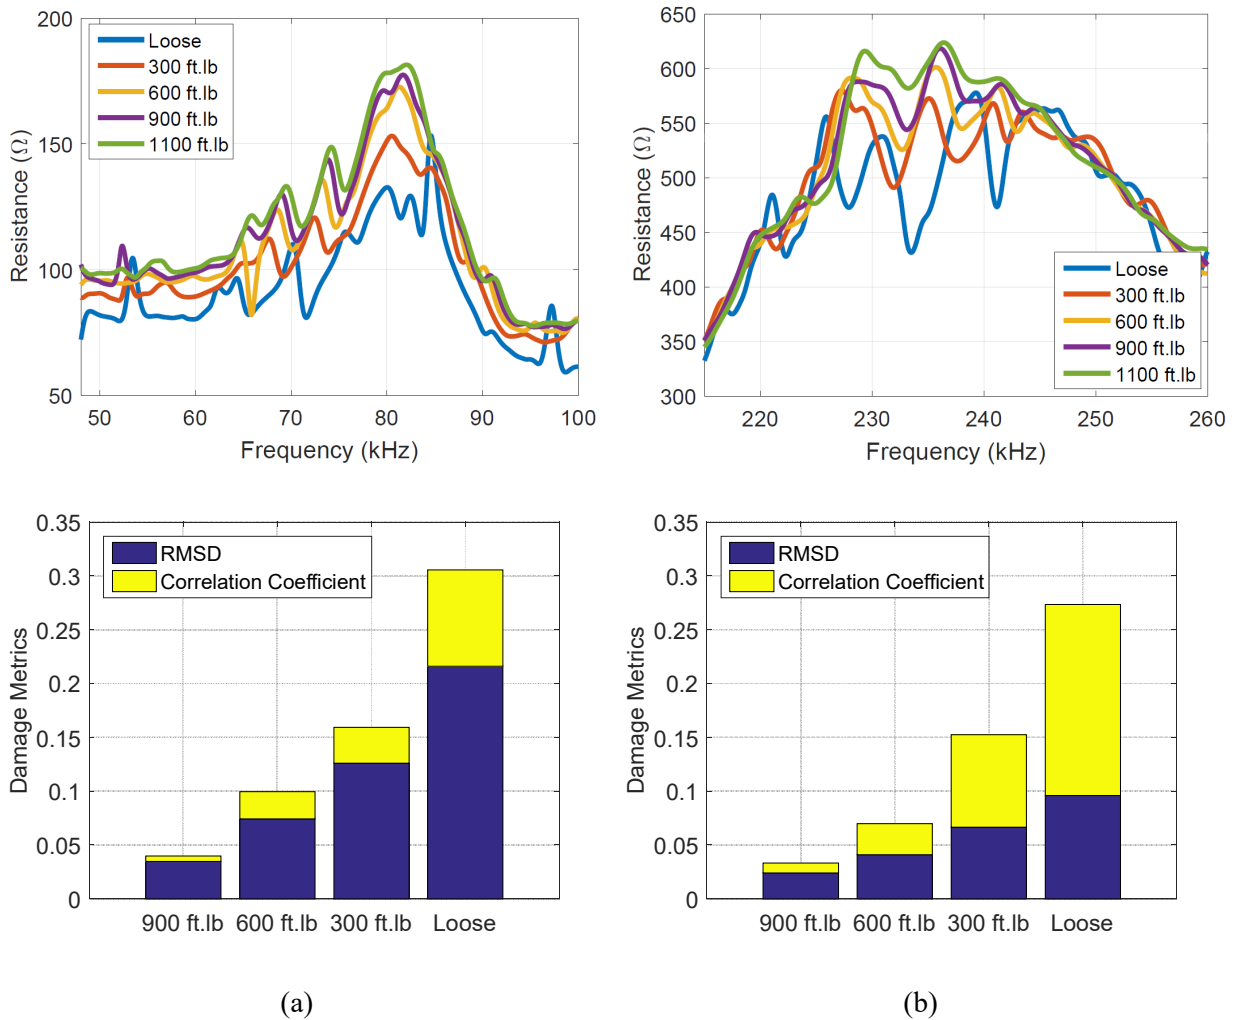 200
150
100
50
Resistance (Ω)
Loose
300 ft.lb
600 ft.lb
900 ft.lb
1100 ft.lb
50 60 70 80 90 100
Frequency (kHz)
650
600
550
500
450
400
350
300
Resistance (Ω)
Loose
300 ft.lb
600 ft.lb
900 ft.lb
1100 ft.lb
220 230 240 250 260
Frequency (kHz)
0.35
0.3
0.25
0.2
0.15
0.1
0.05
0
Damage Metrics
RMSD
Correlation Coefficient
900 ft.lb 600 ft.lb 300 ft.lb Loose
(a)
0.35
0.3
0.25
0.2
0.15
0.1
0.05
0
Damage Metrics
RMSD
Correlation Coefficient
900 ft.lb 600 ft.lb 300 ft.lb Loose
(b)